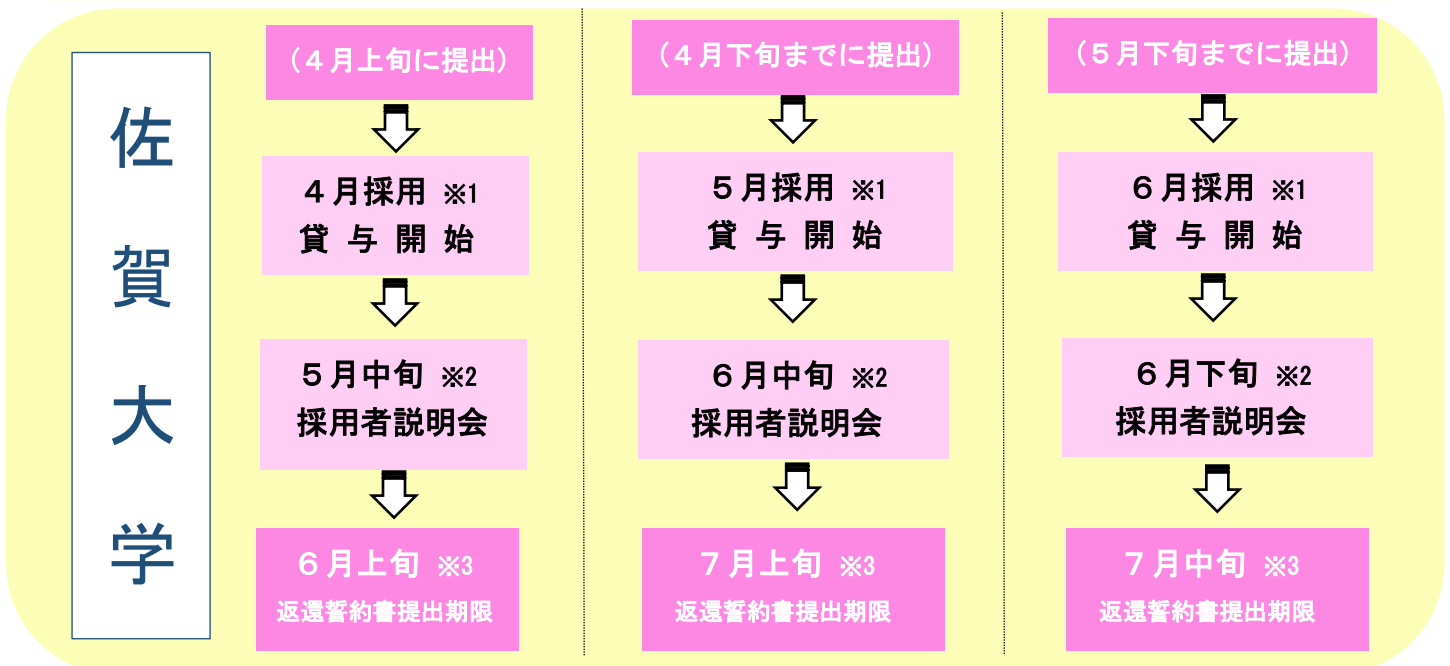 佐賀大学
（４月上旬に提出）
４月採用 ※1
貸与開始
５月中旬 ※2
採用者説明会
６月上旬 ※3
返還誓約書提出期限
（４月下旬までに提出）
５月採用 ※1
貸与開始
６月中旬 ※2
採用者説明会
７月上旬 ※3
返還誓約書提出期限
（５月下旬までに提出）
６月採用 ※1
貸与開始
６月下旬 ※2
採用者説明会
７月中旬 ※3
返還誓約書提出期限